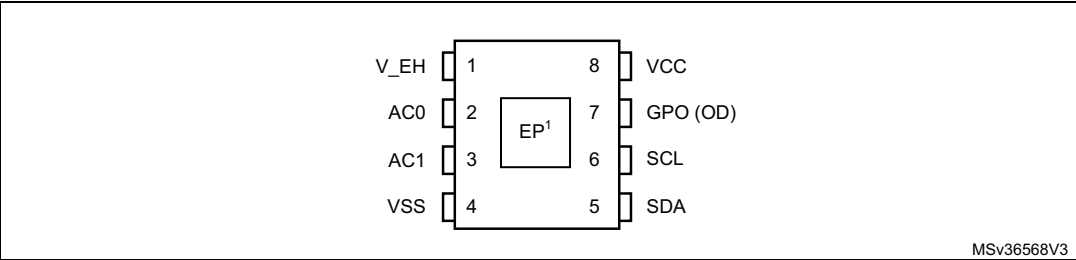 V_EH 1 8 VCC
AC0 2 7 GPO (OD)
EP¹
AC1 3 6 SCL
VSS 4 5 SDA
MSv36568V3